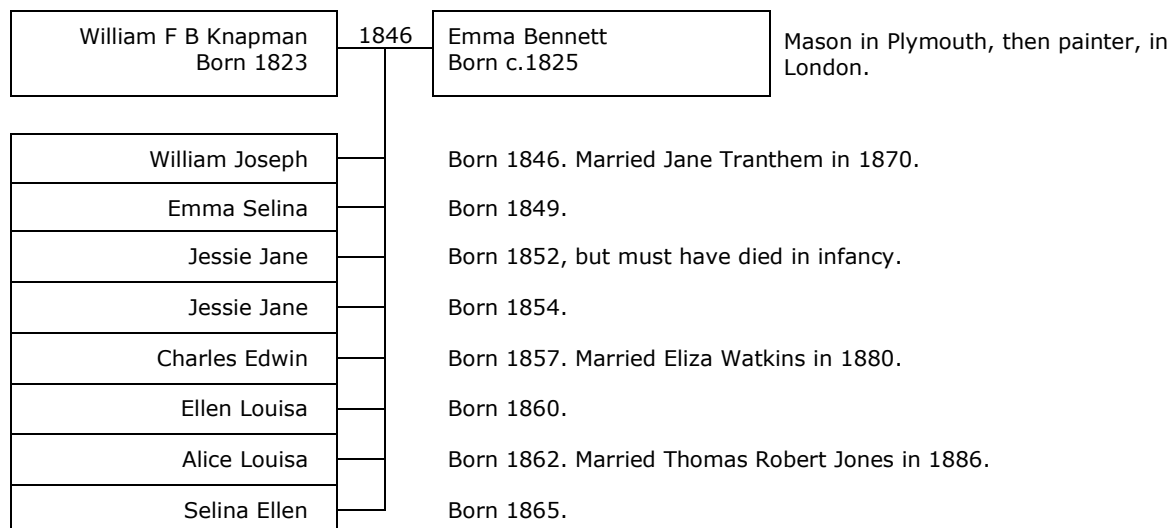 William F B Knapman
Born 1823
1846
Emma Bennett
Born c.1825
Mason in Plymouth, then painter, in
London.
William Joseph
Born 1846. Married Jane Tranthem in 1870.
Emma Selina
Born 1849.
Jessie Jane
Born 1852, but must have died in infancy.
Jessie Jane
Born 1854.
Charles Edwin
Born 1857. Married Eliza Watkins in 1880.
Ellen Louisa
Born 1860.
Alice Louisa
Born 1862. Married Thomas Robert Jones in 1886.
Selina Ellen
Born 1865.